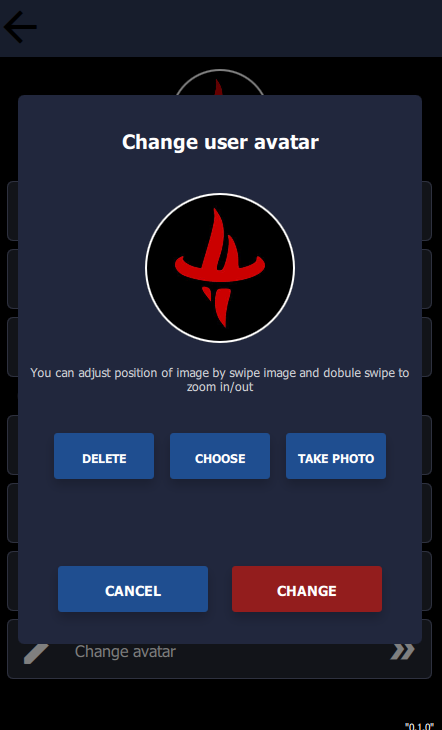 Change user avatar
You can adjust position of image by swipe image and dobule swipe to
zoom in/out
DELETE CHOOSE TAKE PHOTO
CANCEL CHANGE
Change avatar
"0.1.0"